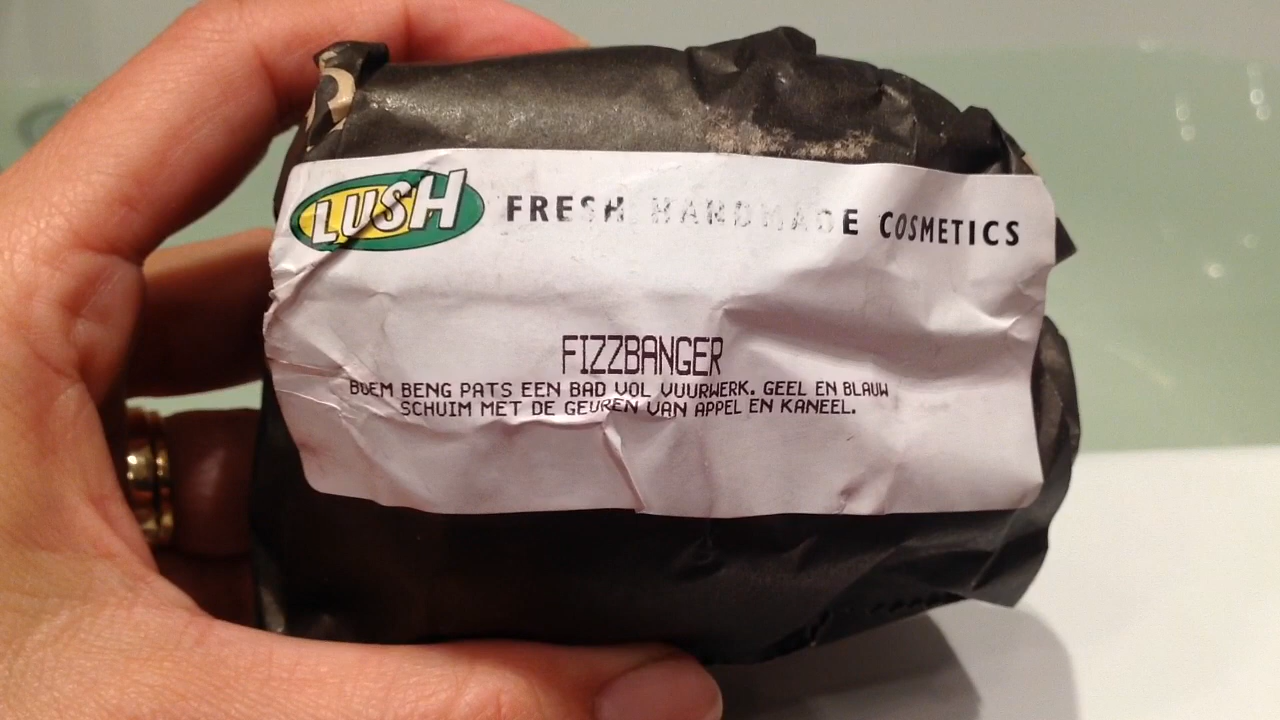 LUSH FRESH HANDMADE COSMETICS
FIZZBANGER
BOEM BENG PATS EEN BAD VOL VUURWERK. GEEL EN BLAUW
SCHUIM MET DE GEUREN VAN APPEL EN KANEEL.